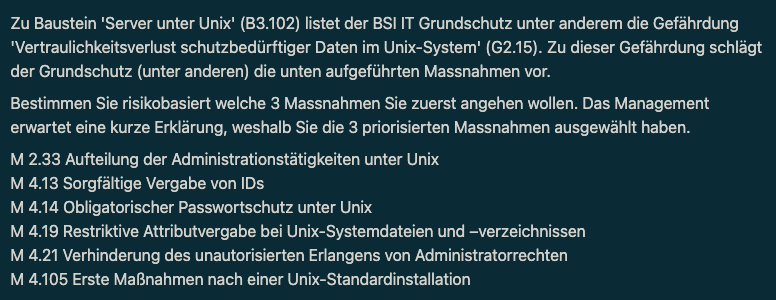 Zu Baustein 'Server unter Unix' (B3.102) listet der BSI IT Grundschutz unter anderem die Gefährdung
'Vertraulichkeitsverlust schutzbedürftiger Daten im Unix-System' (G2.15). Zu dieser Gefährdung schlägt
der Grundschutz (unter anderen) die unten aufgeführten Massnahmen vor.
Bestimmen Sie risikobasiert welche 3 Massnahmen Sie zuerst angehen wollen. Das Management
erwartet eine kurze Erklärung, weshalb Sie die 3 priorisierten Massnahmen ausgewählt haben.
M 2.33 Aufteilung der Administrationstätigkeiten unter Unix
M 4.13 Sorgfältige Vergabe von IDs
M 4.14 Obligatorischer Passwortschutz unter Unix
M 4.19 Restriktive Attributvergabe bei Unix-Systemdateien und –verzeichnissen
M 4.21 Verhinderung des unautorisierten Erlangens von Administratorrechten
M 4.105 Erste Maßnahmen nach einer Unix-Standardinstallation